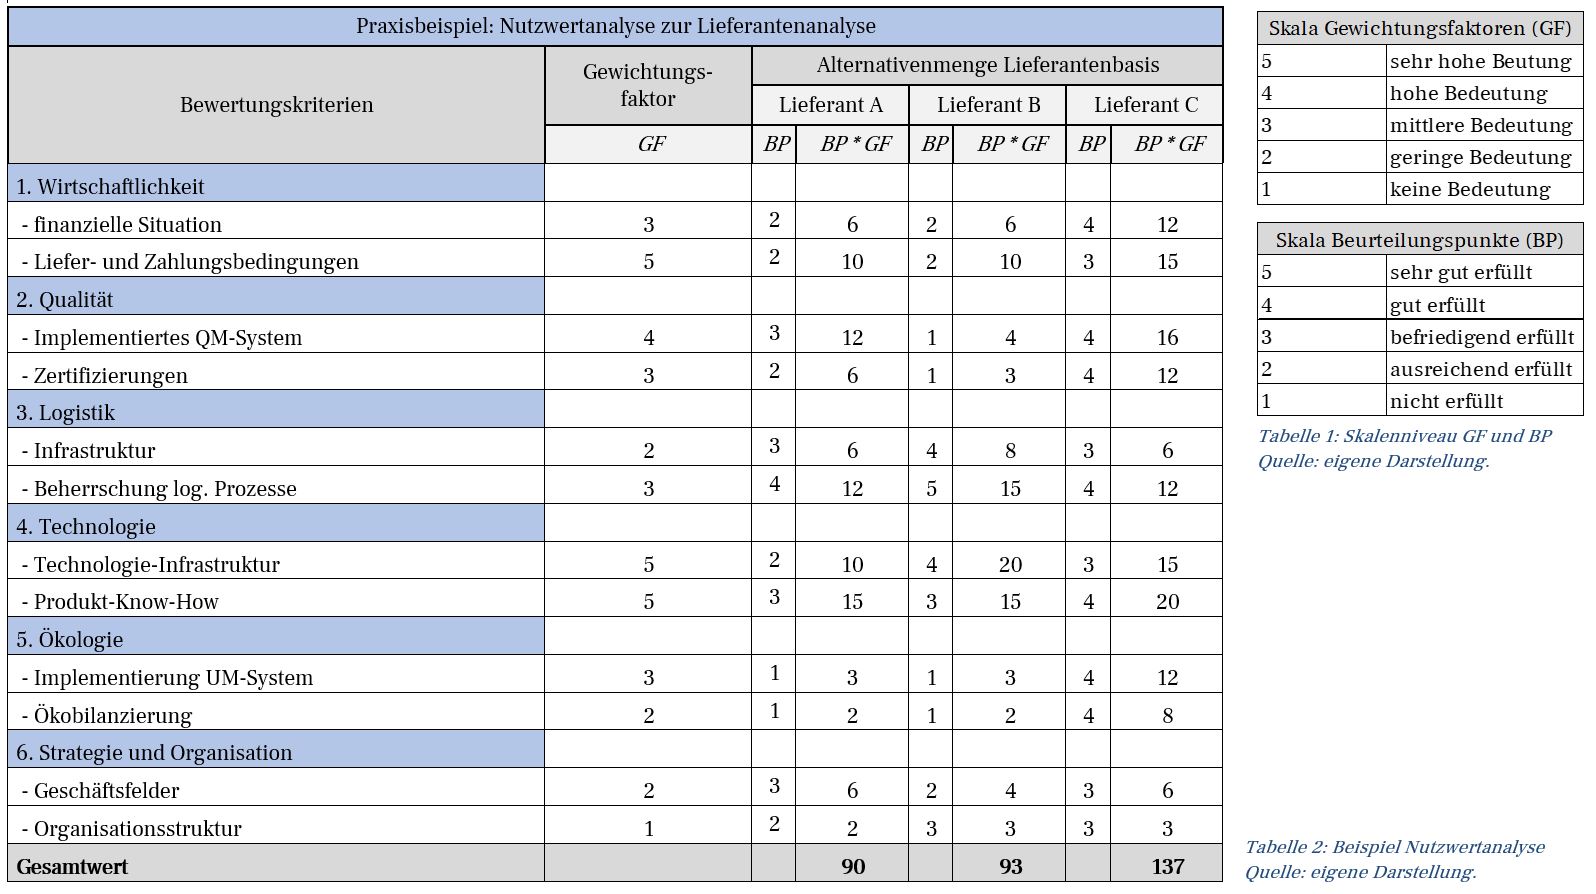 Praxisbeispiel: Nutzwertanalyse zur Lieferantenanalyse
Bewertungskriterien
Gewichtungs-
faktor
Alternativenmenge Lieferantenbasis
Lieferant A Lieferant B Lieferant C
GF BP BP * GF BP BP * GF BP BP * GF
1. Wirtschaftlichkeit
- finanzielle Situation 3 2 6 2 6 4 12
- Liefer- und Zahlungsbedingungen 5 2 10 2 10 3 15
2. Qualität
- Implementiertes QM-System 4 3 12 1 4 4 16
- Zertifizierungen 3 2 6 1 3 4 12
3. Logistik
- Infrastruktur 2 3 6 4 8 3 6
- Beherrschung log. Prozesse 3 4 12 5 15 4 12
4. Technologie
- Technologie-Infrastruktur 5 2 10 4 20 3 15
- Produkt-Know-How 5 3 15 3 15 4 20
5. Ökologie
- Implementierung UM-System 3 1 3 1 3 4 12
- Ökobilanzierung 2 1 2 1 2 4 8
6. Strategie und Organisation
- Geschäftsfelder 2 3 6 2 4 3 6
- Organisationsstruktur 1 2 2 3 3 3 3
Gesamtwert 90 93 137
Skala Gewichtungsfaktoren (GF)
5 sehr hohe Beutung
4 hohe Bedeutung
3 mittlere Bedeutung
2 geringe Bedeutung
1 keine Bedeutung
Skala Beurteilungspunkte (BP)
5 sehr gut erfüllt
4 gut erfüllt
3 befriedigend erfüllt
2 ausreichend erfüllt
1 nicht erfüllt
Tabelle 1: Skalenniveau GF und BP
Quelle: eigene Darstellung.
Tabelle 2: Beispiel Nutzwertanalyse
Quelle: eigene Darstellung.